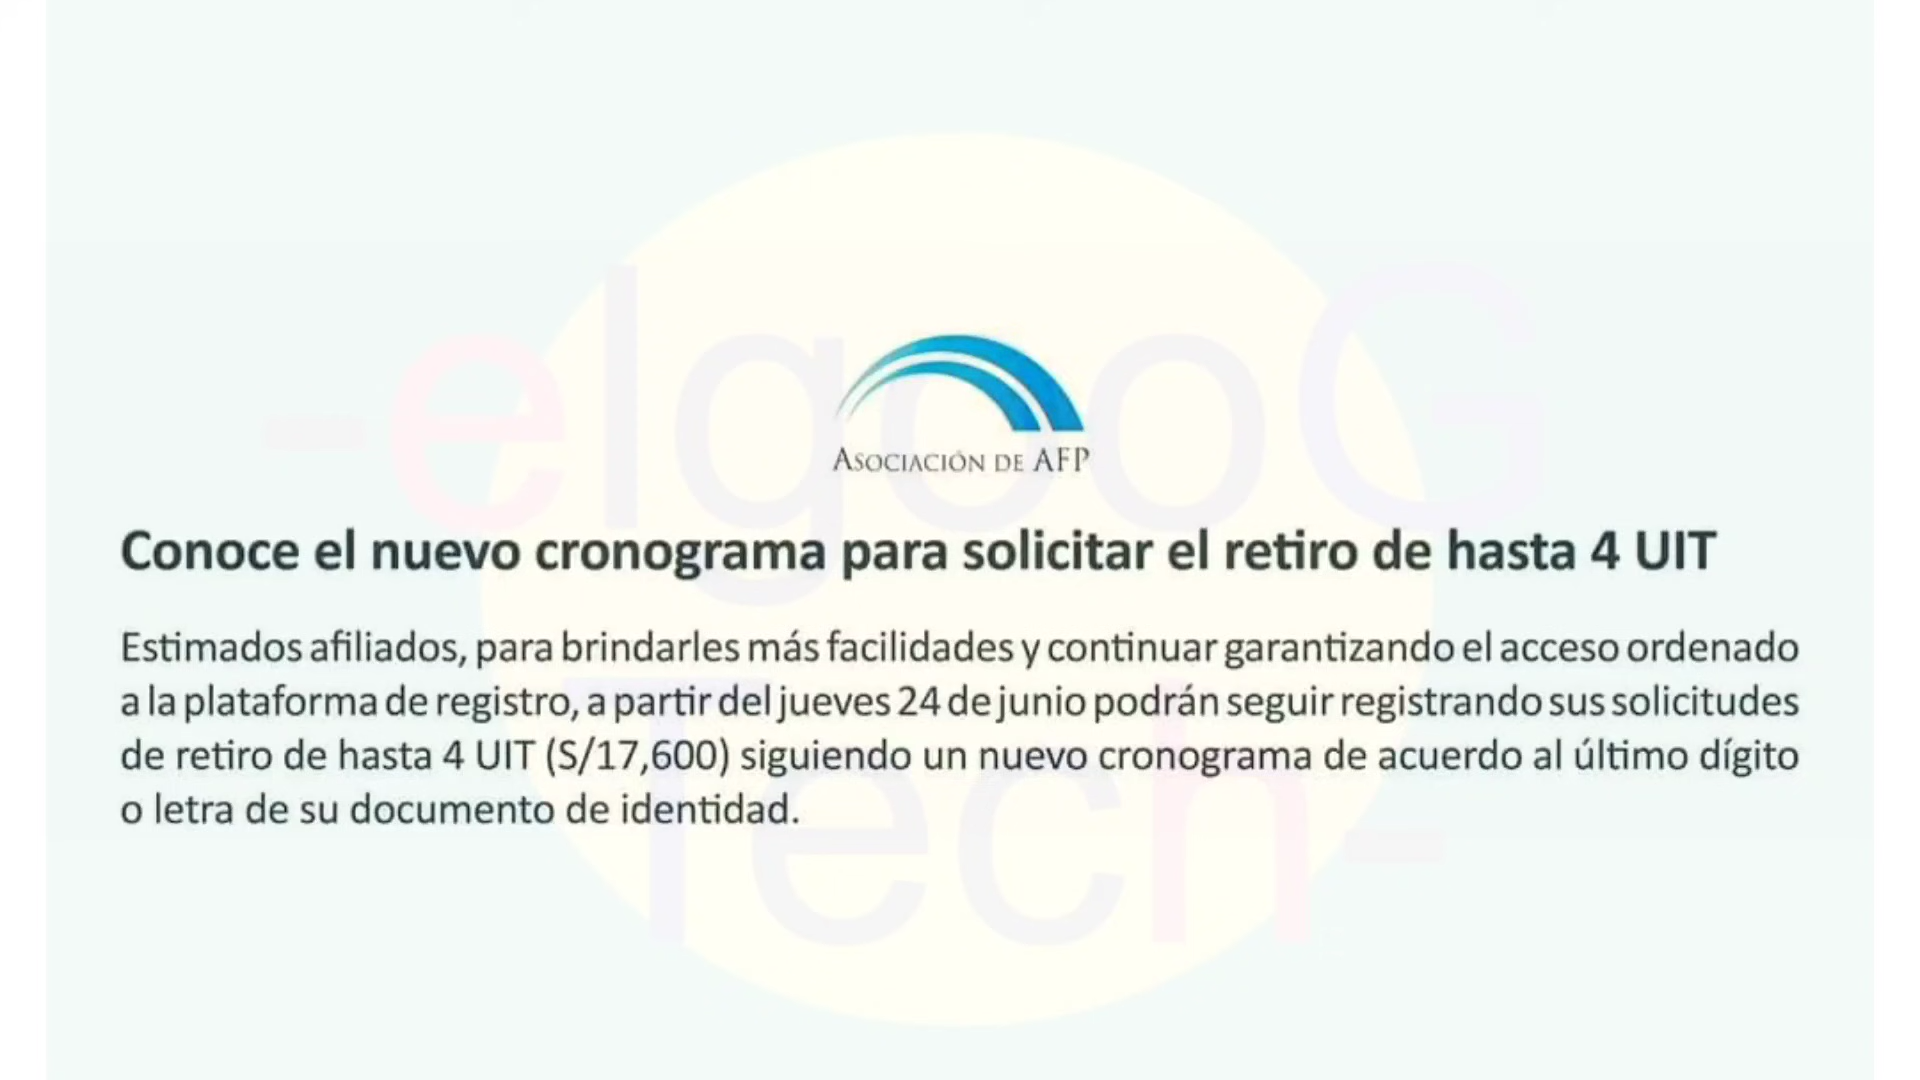 -elgooG
Tech-
ASOCIACIÓN DE AFP
Conoce el nuevo cronograma para solicitar el retiro de hasta 4 UIT
Estimados afiliados, para brindarles más facilidades y continuar garantizando el acceso ordenado
a la plataforma de registro, a partir del jueves 24 de junio podrán seguir registrando sus solicitudes
de retiro de hasta 4 UIT (S/17,600) siguiendo un nuevo cronograma de acuerdo al último dígito
o letra de su documento de identidad.